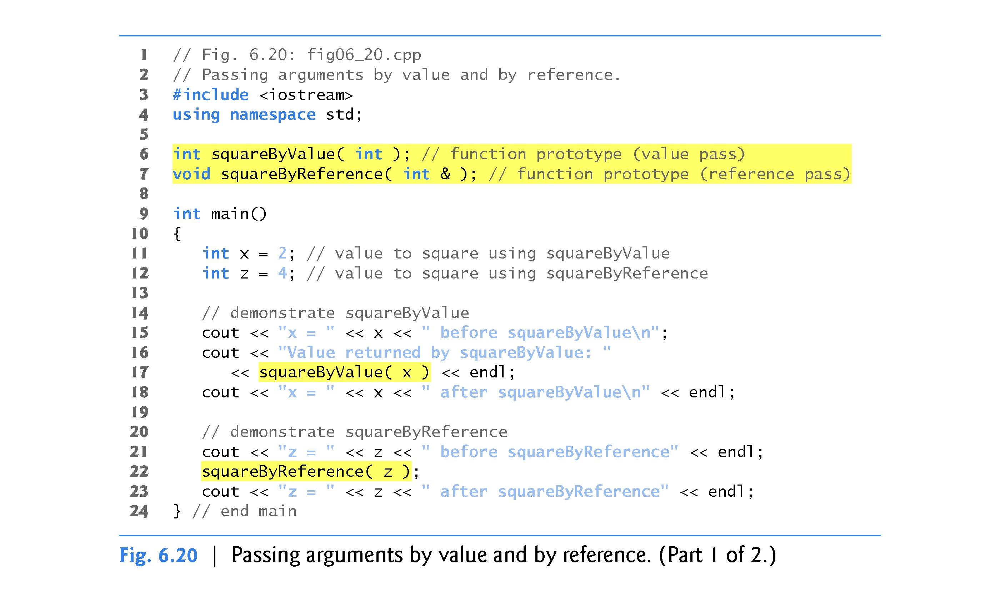 1 // Fig. 6.20: fig06_20.cpp
2 // Passing arguments by value and by reference.
3 #include <iostream>
4 using namespace std;
5
6 int squareByValue( int ); // function prototype (value pass)
7 void squareByReference( int & ); // function prototype (reference pass)
8
9 int main()
10 {
11    int x = 2; // value to square using squareByValue
12    int z = 4; // value to square using squareByReference
13
14    // demonstrate squareByValue
15    cout << "x = " << x << " before squareByValue\n";
16    cout << "Value returned by squareByValue: "
17       << squareByValue( x ) << endl;
18    cout << "x = " << x << " after squareByValue\n" << endl;
19
20    // demonstrate squareByReference
21    cout << "z = " << z << " before squareByReference" << endl;
22    squareByReference( z );
23    cout << "z = " << z << " after squareByReference" << endl;
24 } // end main
Fig. 6.20 | Passing arguments by value and by reference. (Part 1 of 2.)